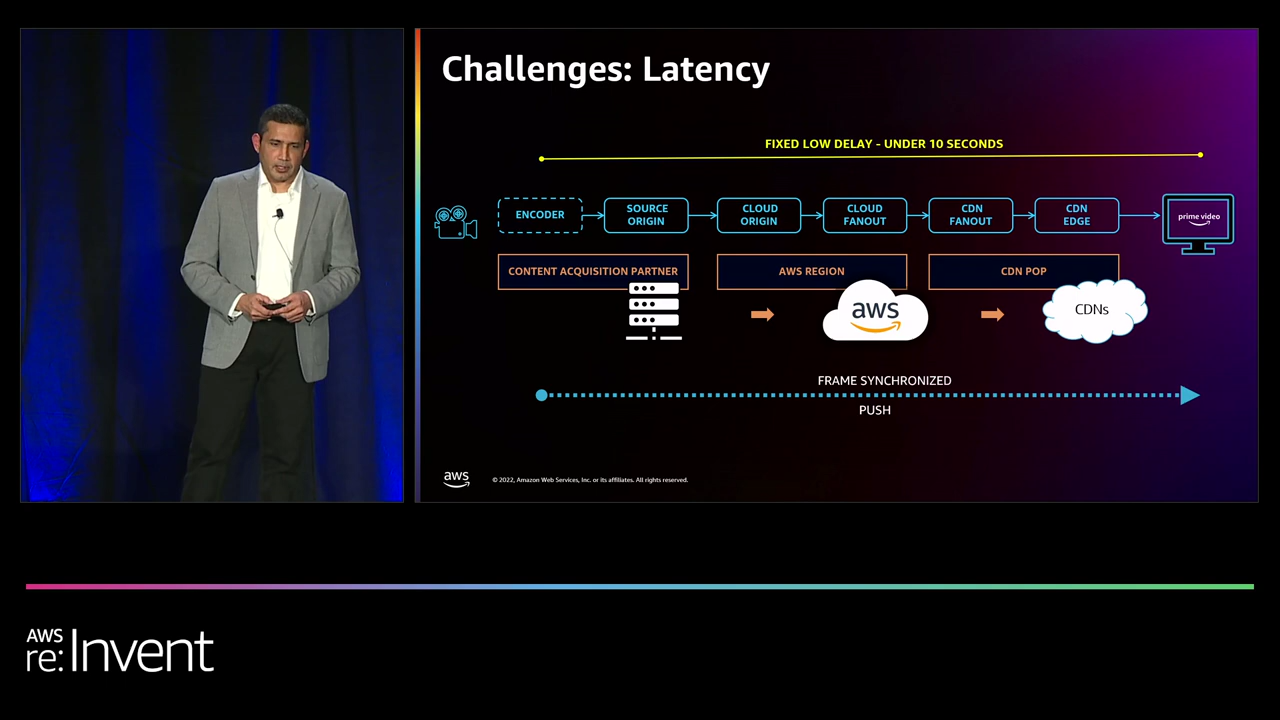 Challenges: Latency
FIXED LOW DELAY - UNDER 10 SECONDS
ENCODER
SOURCE
ORIGIN
CLOUD
ORIGIN
CLOUD
FANOUT
CDN
FANOUT
CDN
EDGE
prime video
CONTENT ACQUISITION PARTNER
AWS REGION
CDN POP
aws
CDNs
FRAME SYNCHRONIZED
PUSH
aws
© 2022, Amazon Web Services, Inc. or its affiliates. All rights reserved.
AWS
re:Invent